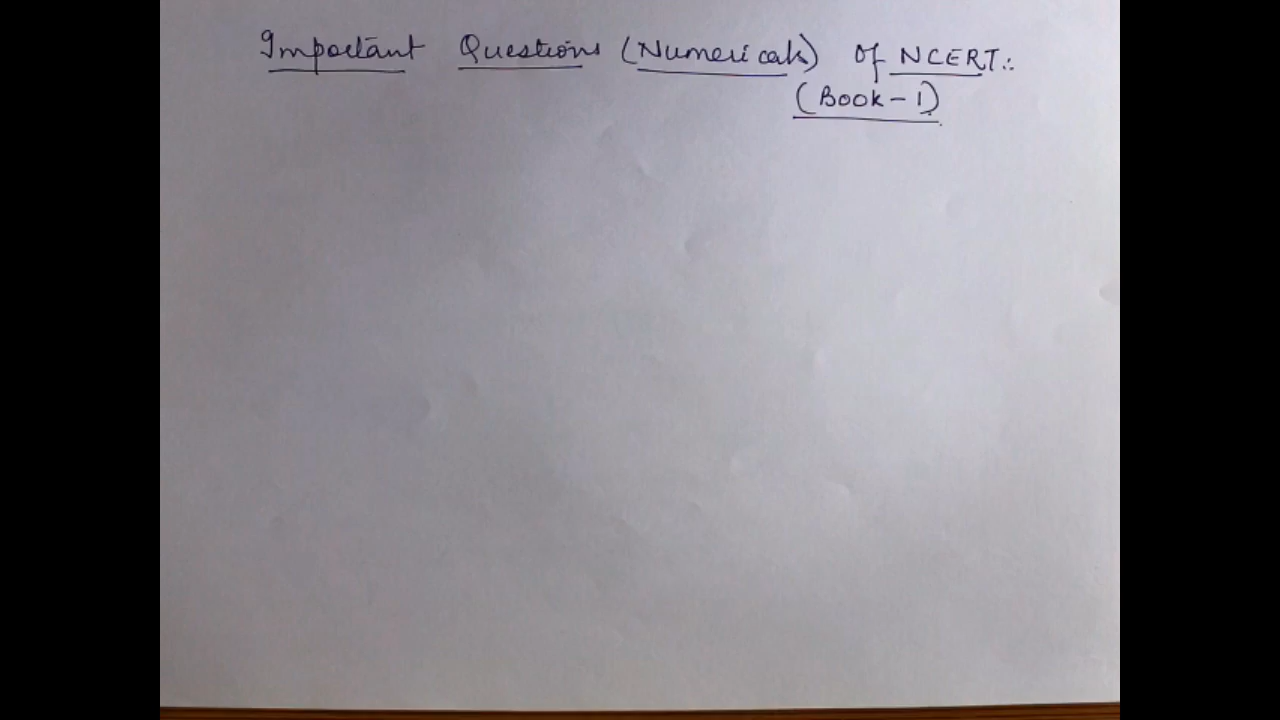 Important Questions (Numericals) of NCERT:.
(Book-1)